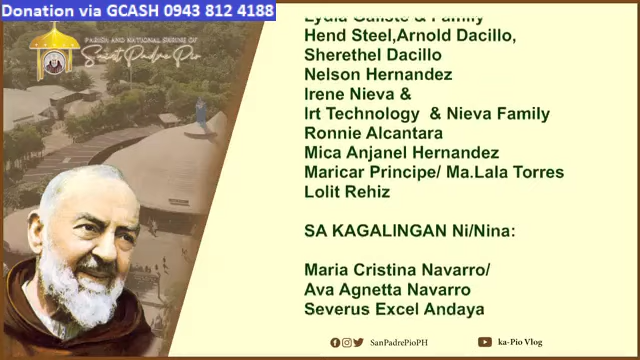 Donation via GCASH 0943 812 4188
PARISH AND NATIONAL SHRINE OF
Saint Padre Pio
Lydia Galiste & Family
Hend Steel,Arnold Dacillo,
Sherethel Dacillo
Nelson Hernandez
Irene Nieva &
Irt Technology & Nieva Family
Ronnie Alcantara
Mica Anjanel Hernandez
Maricar Principe/ Ma.Lala Torres
Lolit Rehiz
SA KAGALINGAN Ni/Nina:
Maria Cristina Navarro/
Ava Agnetta Navarro
Severus Excel Andaya
SanPadrePioPH
ka-Pio Vlog